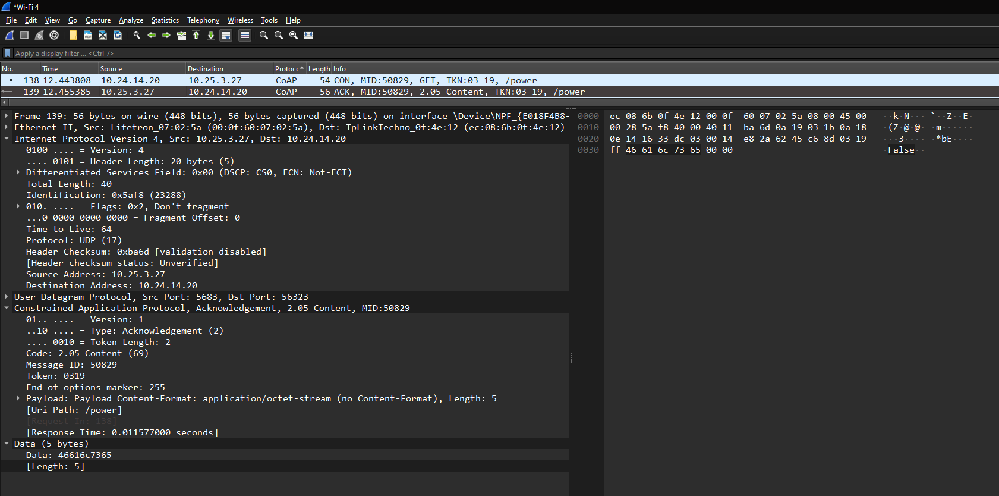 *Wi-Fi 4
File Edit View Go Capture Analyze Statistics Telephony Wireless Tools Help
Apply a display filter ... <Ctrl-/>
No. Time Source Destination Protocc Length Info
138 12.443808 10.24.14.20 10.25.3.27 CoAP 54 CON, MID:50829, GET, TKN:03 19, /power
139 12.455385 10.25.3.27 10.24.14.20 CoAP 56 ACK, MID:50829, 2.05 Content, TKN:03 19, /power
Frame 139: 56 bytes on wire (448 bits), 56 bytes captured (448 bits) on interface \Device\NPF_{E018F4B8-
Ethernet II, Src: Lifetron_07:02:5a (00:0f:60:07:02:5a), Dst: TpLinkTechno_0f:4e:12 (ec:08:6b:0f:4e:12)
Internet Protocol Version 4, Src: 10.25.3.27, Dst: 10.24.14.20
0100 .... = Version: 4
.... 0101 = Header Length: 20 bytes (5)
Differentiated Services Field: 0x00 (DSCP: CS0, ECN: Not-ECT)
Total Length: 40
Identification: 0x5af8 (23288)
010. .... = Flags: 0x2, Don't fragment
...0 0000 0000 0000 = Fragment Offset: 0
Time to Live: 64
Protocol: UDP (17)
Header Checksum: 0xba6d [validation disabled]
[Header checksum status: Unverified]
Source Address: 10.25.3.27
Destination Address: 10.24.14.20
User Datagram Protocol, Src Port: 5683, Dst Port: 56323
Constrained Application Protocol, Acknowledgement, 2.05 Content, MID:50829
01.. .... = Version: 1
..10 .... = Type: Acknowledgement (2)
.... 0010 = Token Length: 2
Code: 2.05 Content (69)
Message ID: 50829
Token: 0319
End of options marker: 255
Payload: Payload Content-Format: application/octet-stream (no Content-Format), Length: 5
[Uri-Path: /power]
[Request In: 138]
[Response Time: 0.011577000 seconds]
Data (5 bytes)
Data: 46616c7365
[Length: 5]
0000 ec 08 6b 0f 4e 12 00 0f 60 07 02 5a 08 00 45 00 ··k·N··· `··Z··E·
0010 00 28 5a f8 40 00 40 11 ba 6d 0a 19 03 1b 0a 18 ·(Z·@·@· ·m······
0020 0e 14 16 33 dc 03 00 14 e8 2a 62 45 c6 8d 03 19 ···3···· ·*bE····
0030 ff 46 61 6c 73 65 00 00 ·False··